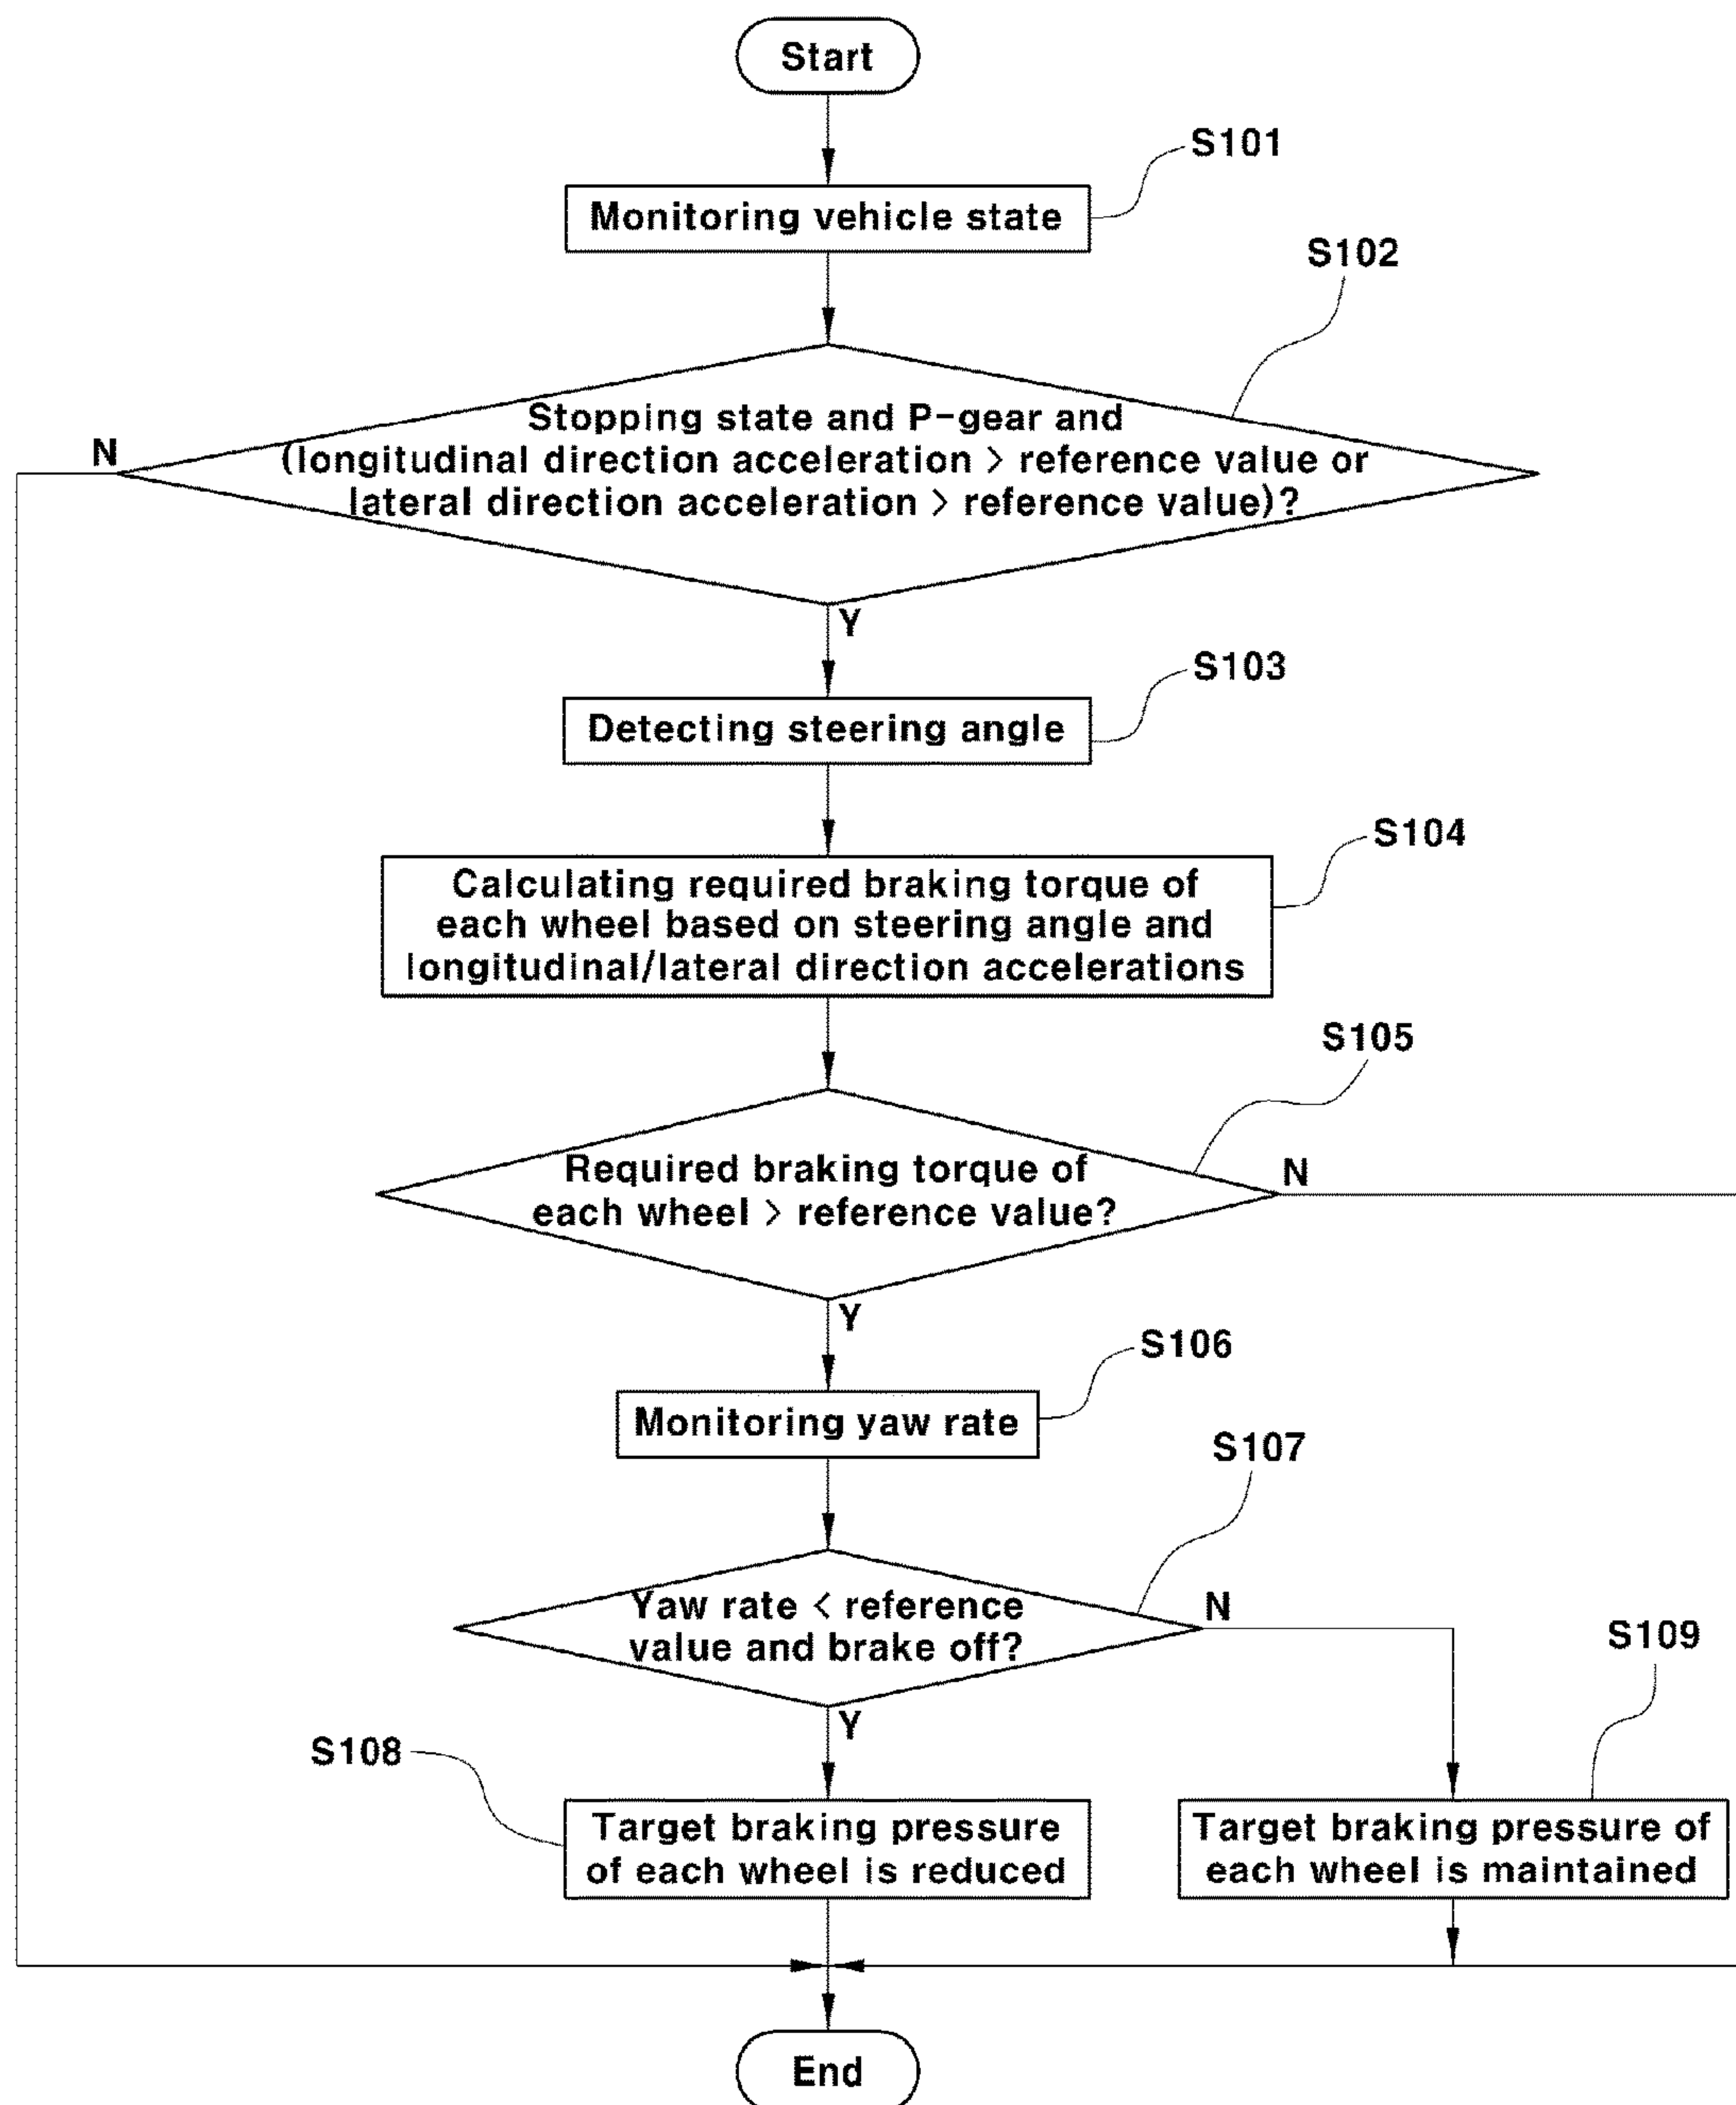 Start
S101
Monitoring vehicle state
S102
Stopping state and P-gear and
(longitudinal direction acceleration > reference value or
lateral direction acceleration > reference value)?
N
Y
S103
Detecting steering angle
S104
Calculating required braking torque of
each wheel based on steering angle and
longitudinal/lateral direction accelerations
S105
Required braking torque of
each wheel > reference value?
N
Y
S106
Monitoring yaw rate
S107
Yaw rate < reference
value and brake off?
N
Y
S108
Target braking pressure
of each wheel is reduced
S109
Target braking pressure of
each wheel is maintained
End